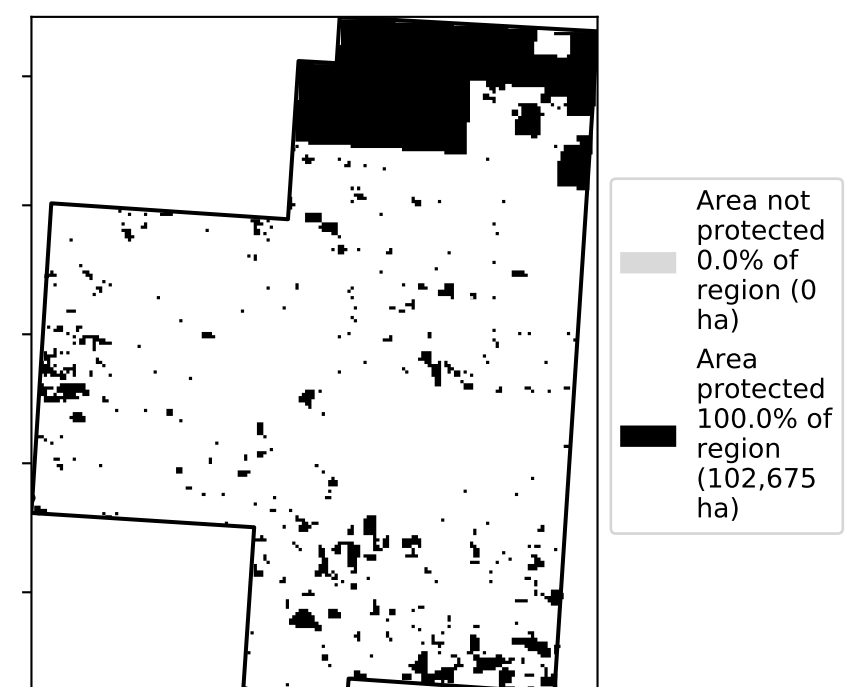 Area not
protected
0.0% of
region (0
ha)
Area
protected
100.0% of
region
(102,675
ha)